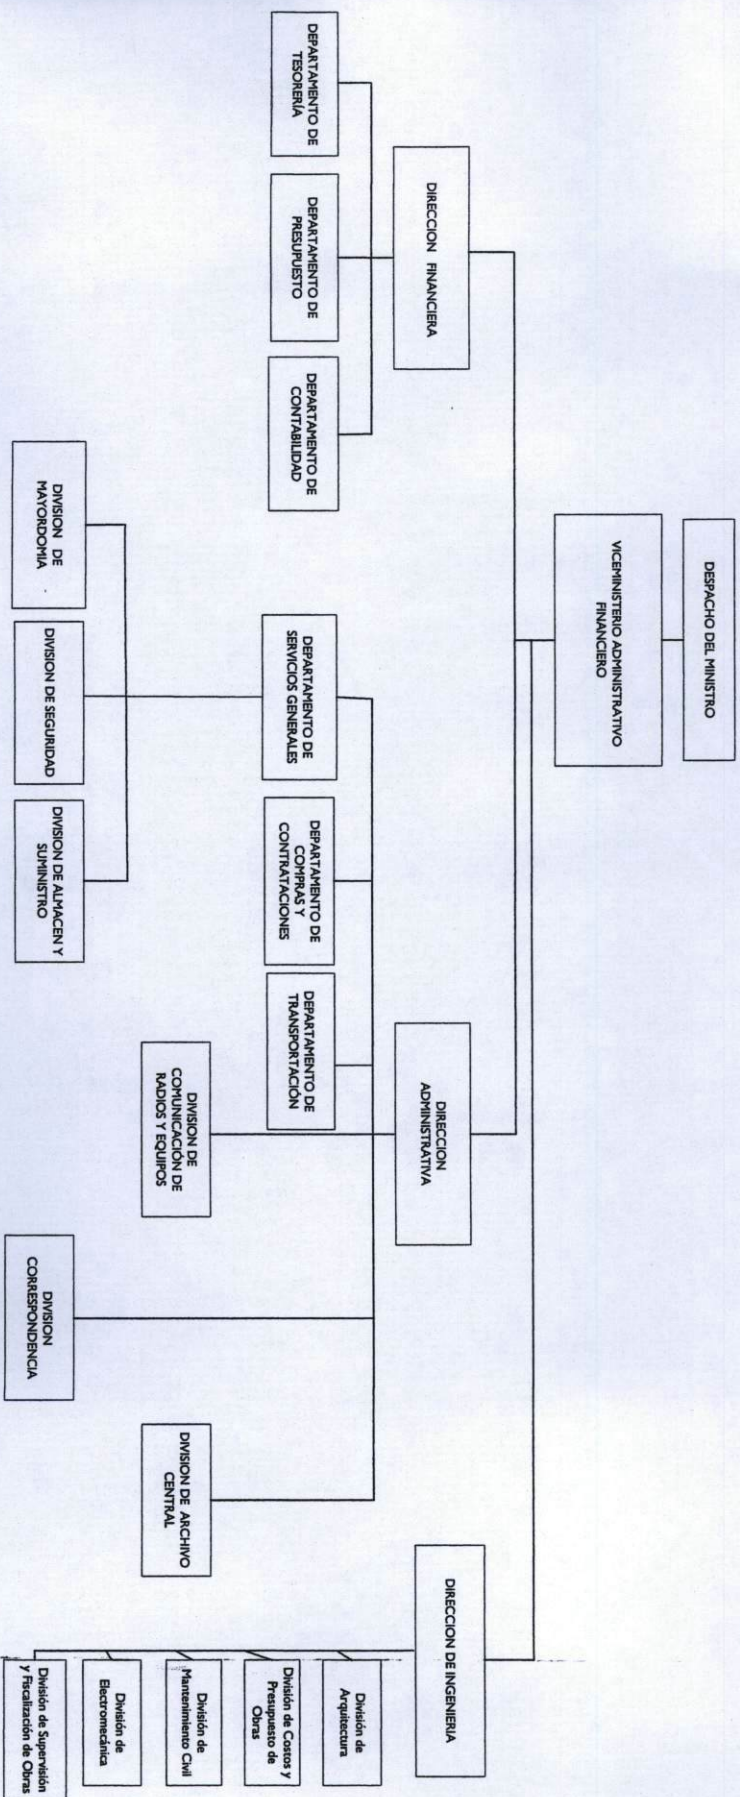 DESPACHO DEL MINISTRO
VICEMINISTERIO ADMINISTRATIVO
FINANCIERO
DIRECCION FINANCIERA
DIRECCION
ADMINISTRATIVA
DIRECCION DE INGENIERIA
DEPARTAMENTO DE
TESORERÍA
DEPARTAMENTO DE
PRESUPUESTO
DEPARTAMENTO DE
CONTABILIDAD
DEPARTAMENTO DE
SERVICIOS GENERALES
DEPARTAMENTO DE
COMPRAS Y
CONTRATACIONES
DEPARTAMENTO DE
TRANSPORTACIÓN
DIVISION DE
COMUNICACIÓN DE
RADIOS Y EQUIPOS
DIVISION
CORRESPONDENCIA
DIVISION DE ARCHIVO
CENTRAL
DIVISION DE
MAYORDOMIA
DIVISION DE SEGURIDAD
DIVISION DE ALMACEN Y
SUMINISTRO
División de
Arquitectura
División de Costos y
Presupuesto de
Obras
División de
Mantenimiento Civil
División de
Electromecánica
División de Supervisión
y Fiscalización de Obras